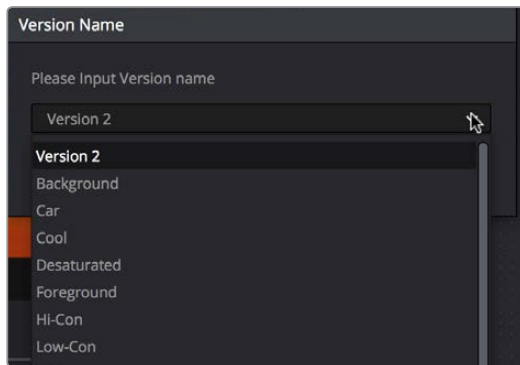 Version Name
Please Input Version name
Version 2
Version 2
Background
Car
Cool
Desaturated
Foreground
Hi-Con
Low-Con